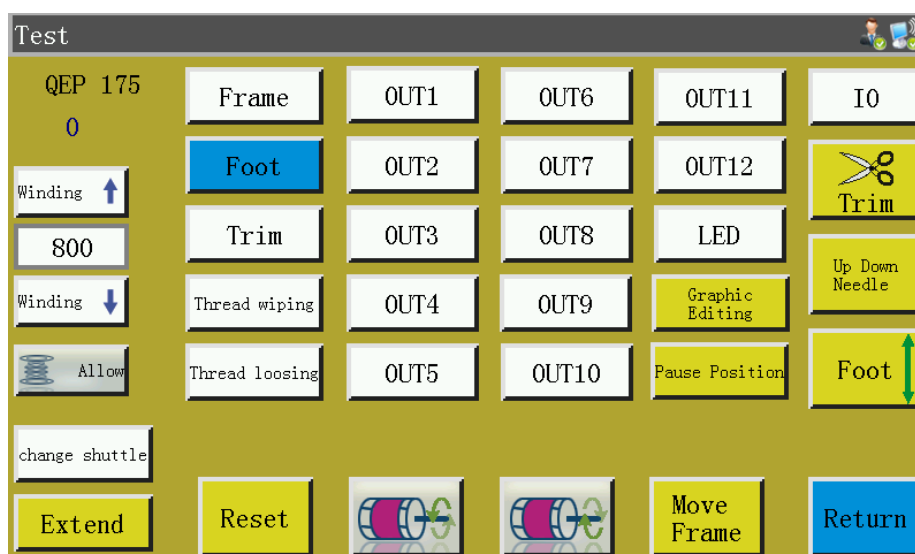 Test
QEP 175
0
Frame
OUT1
OUT6
OUT11
IO
Winding
Foot
OUT2
OUT7
OUT12
Trim
800
Trim
OUT3
OUT8
LED
Up Down
Needle
Winding
Thread wiping
OUT4
OUT9
Graphic
Editing
Allow
Thread loosing
OUT5
OUT10
Pause Position
Foot
change shuttle
Extend
Reset
Move
Frame
Return